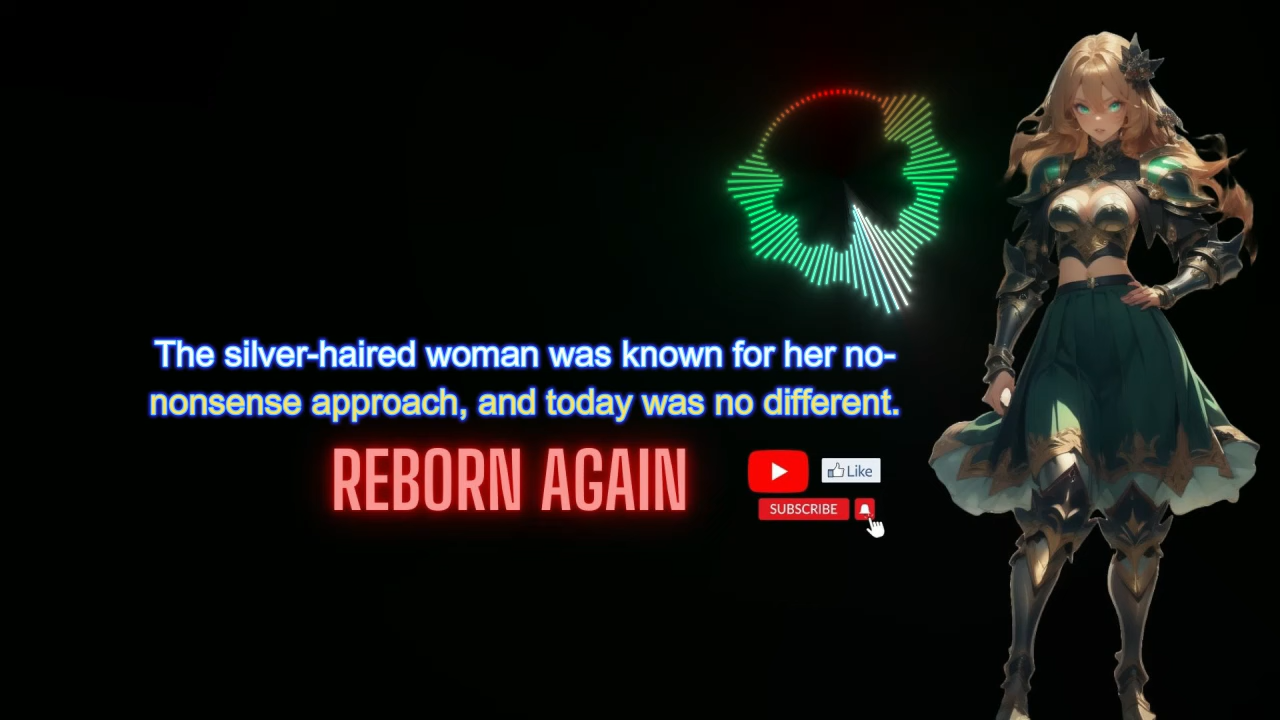 The silver-haired woman was known for her no-
nonsense approach, and today was no different.
REBORN AGAIN
Like
SUBSCRIBE